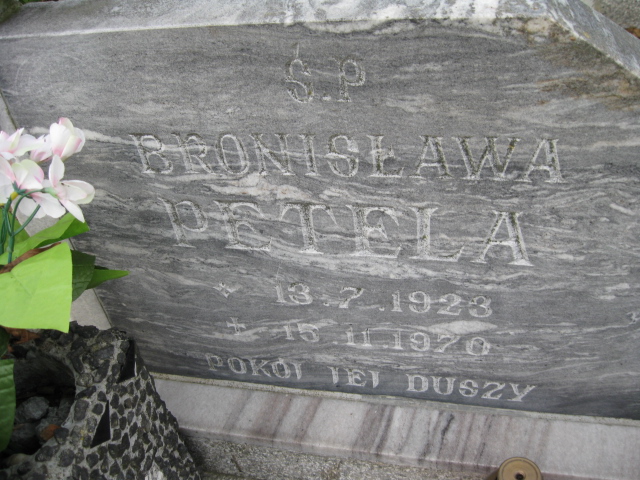 Ś.P
BRONISŁAWA
PETELA
* 13.7.1923
+ 15.11.1970
POKÓJ JEJ DUSZY